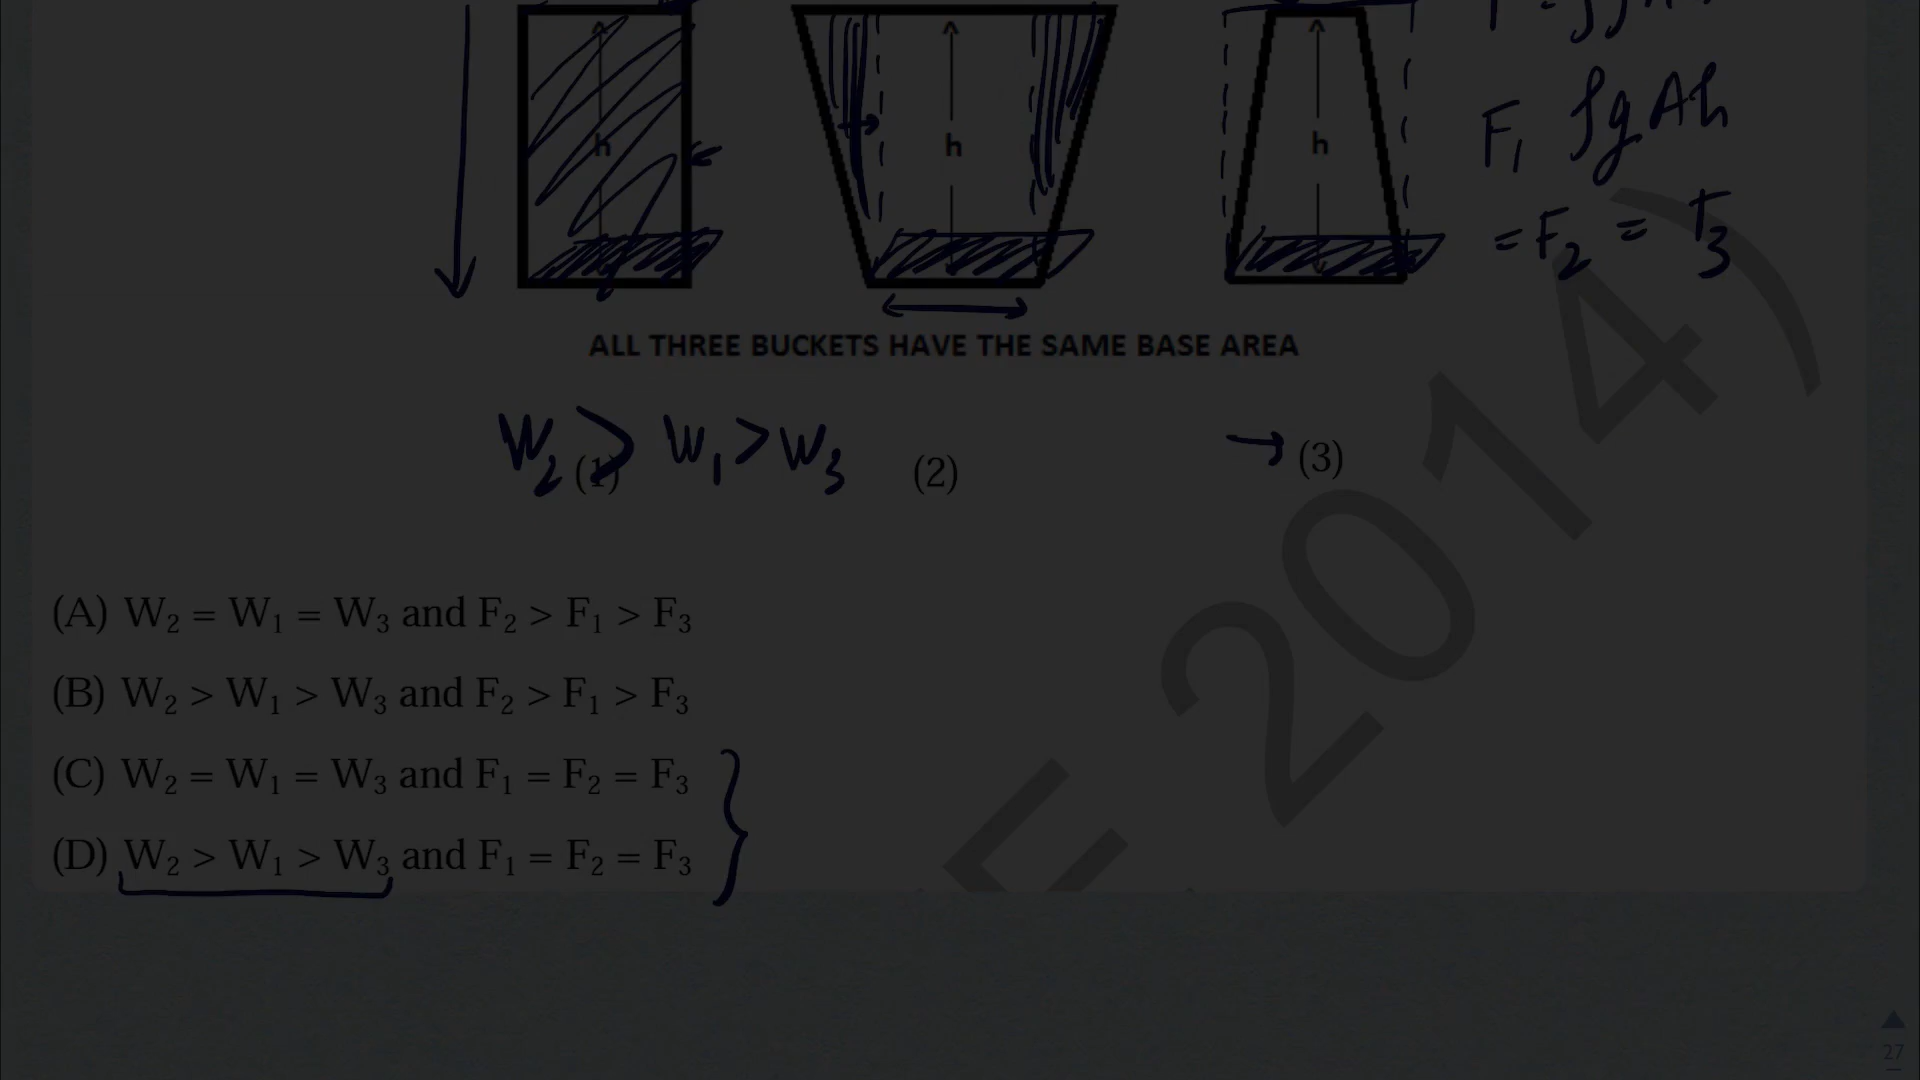 h h h
F₁ ρgAh
= F₂ = F₃
ALL THREE BUCKETS HAVE THE SAME BASE AREA
W₂ > W₁ > W₃
(1) (2) → (3)
(A) W₂ = W₁ = W₃ and F₂ > F₁ > F₃
(B) W₂ > W₁ > W₃ and F₂ > F₁ > F₃
(C) W₂ = W₁ = W₃ and F₁ = F₂ = F₃
(D) W₂ > W₁ > W₃ and F₁ = F₂ = F₃
2014)
27